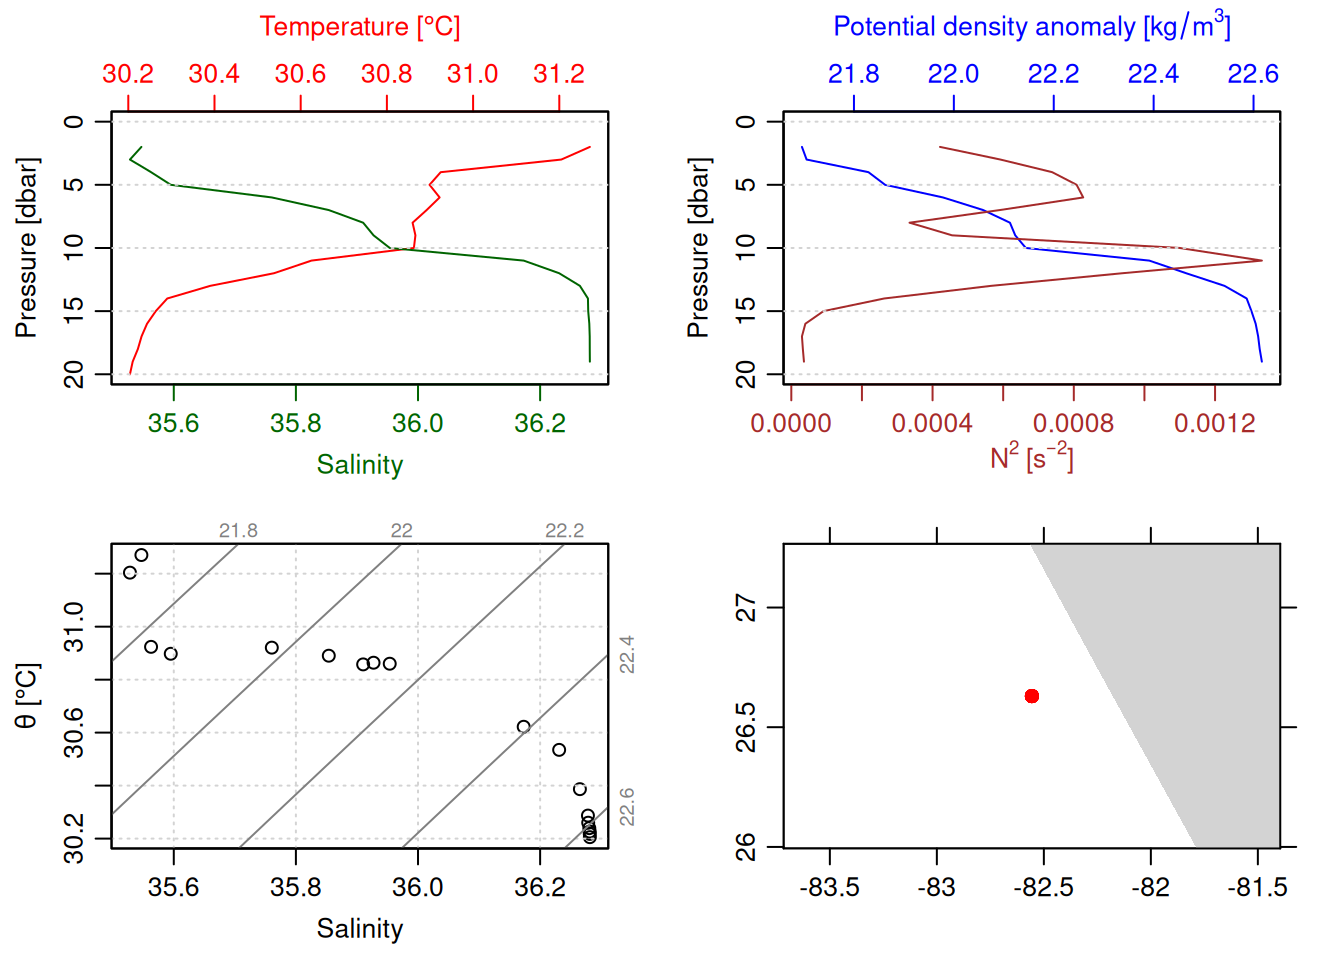 Temperature [°C]
30.2 30.4 30.6 30.8 31.0 31.2
Pressure [dbar]
0
5
10
15
20
35.6 35.8 36.0 36.2
Salinity
Potential density anomaly [kg/m³]
21.8 22.0 22.2 22.4 22.6
Pressure [dbar]
0
5
10
15
20
0.0000 0.0004 0.0008 0.0012
N² [s⁻²]
21.8 22 22.2
22.4
22.6
θ [°C]
31.0
30.6
30.2
35.6 35.8 36.0 36.2
Salinity
27
26.5
26
-83.5 -83 -82.5 -82 -81.5